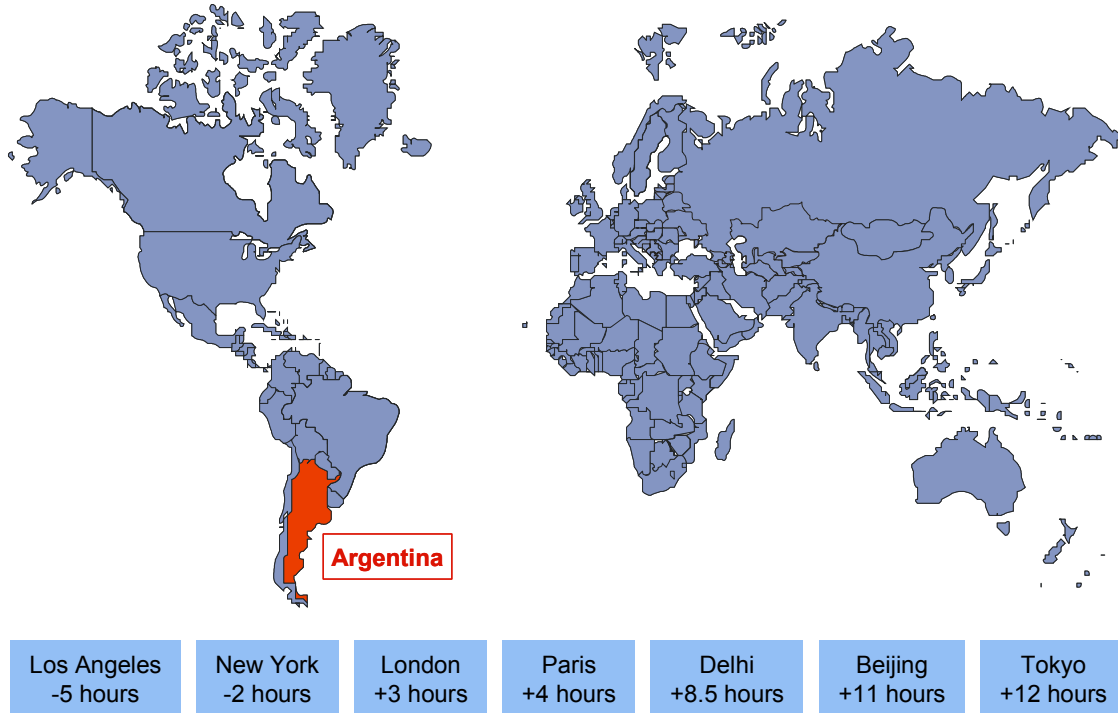 Argentina
Los Angeles
-5 hours
New York
-2 hours
London
+3 hours
Paris
+4 hours
Delhi
+8.5 hours
Beijing
+11 hours
Tokyo
+12 hours